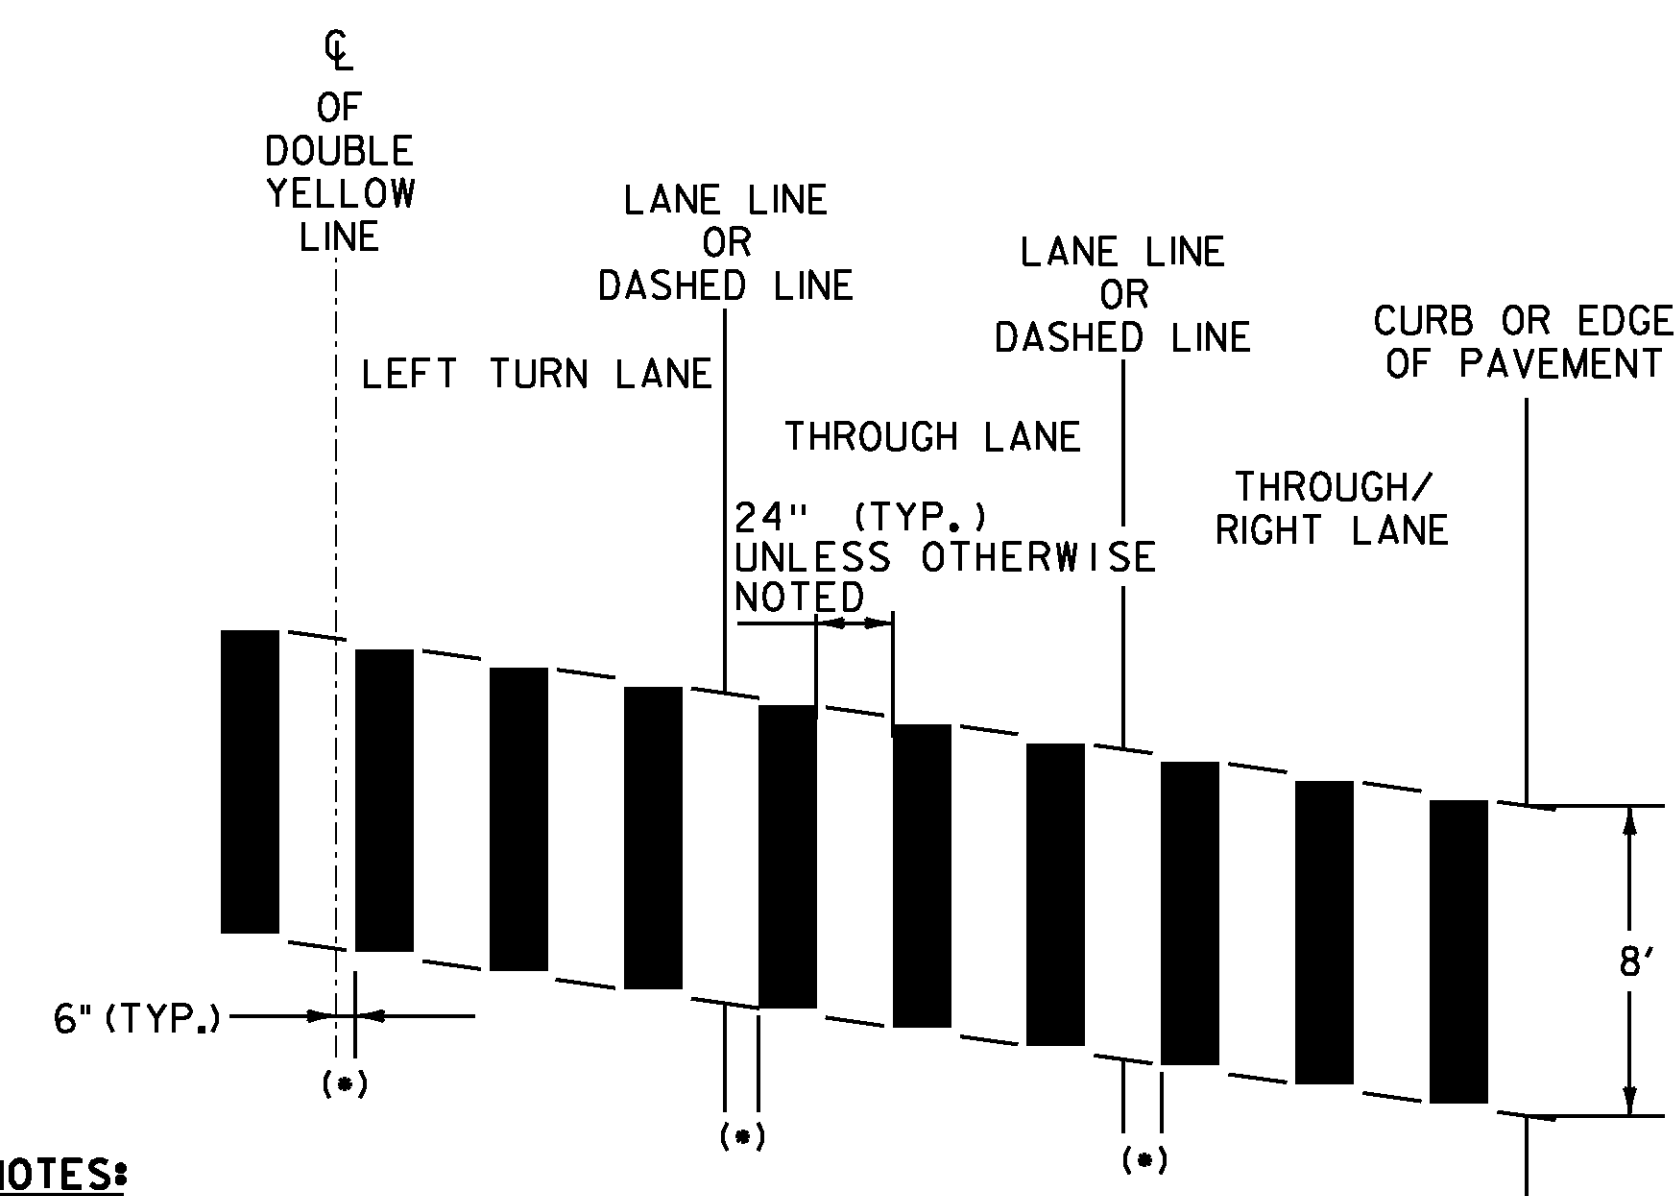 ℄
OF
DOUBLE
YELLOW
LINE
LANE LINE
OR
DASHED LINE
LANE LINE
OR
DASHED LINE
CURB OR EDGE
OF PAVEMENT
LEFT TURN LANE
THROUGH LANE
THROUGH/
RIGHT LANE
24" (TYP.)
UNLESS OTHERWISE
NOTED
8'
6" (TYP.)
(*)
(*)
(*)
NOTES: